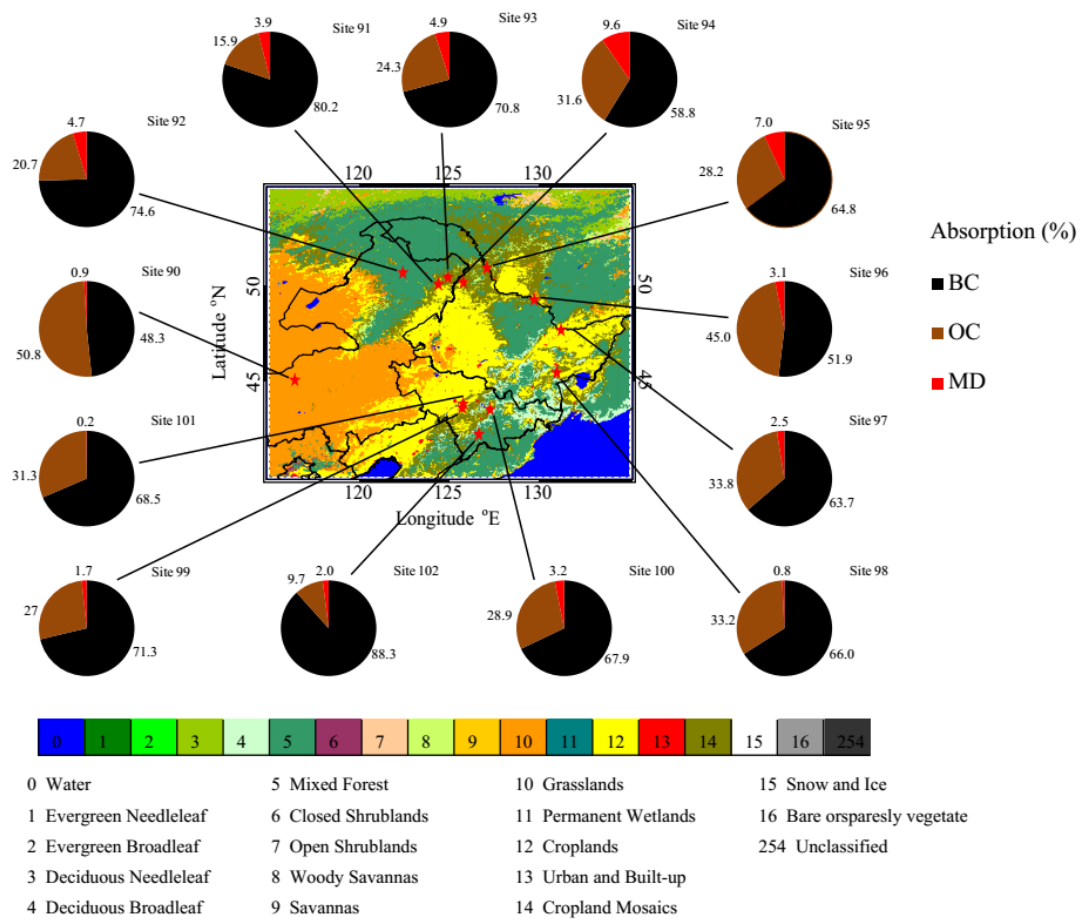 3.9
Site 91
15.9
80.2
4.9
Site 93
24.3
70.8
9.6
Site 94
31.6
58.8
4.7
Site 92
20.7
74.6
7.0
Site 95
28.2
64.8
Absorption (%)
BC
OC
MD
0.9
Site 90
50.8
48.3
3.1
Site 96
45.0
51.9
0.2
Site 101
31.3
68.5
2.5
Site 97
33.8
63.7
1.7
Site 99
27
71.3
2.0
Site 102
9.7
88.3
3.2
Site 100
28.9
67.9
0.8
Site 98
33.2
66.0
120 125 130
50 50
45 45
Latitude °N
120 125 130
Longitude °E
0 1 2 3 4 5 6 7 8 9 10 11 12 13 14 15 16 254
0 Water
1 Evergreen Needleleaf
2 Evergreen Broadleaf
3 Deciduous Needleleaf
4 Deciduous Broadleaf
5 Mixed Forest
6 Closed Shrublands
7 Open Shrublands
8 Woody Savannas
9 Savannas
10 Grasslands
11 Permanent Wetlands
12 Croplands
13 Urban and Built-up
14 Cropland Mosaics
15 Snow and Ice
16 Bare orsparesly vegetate
254 Unclassified